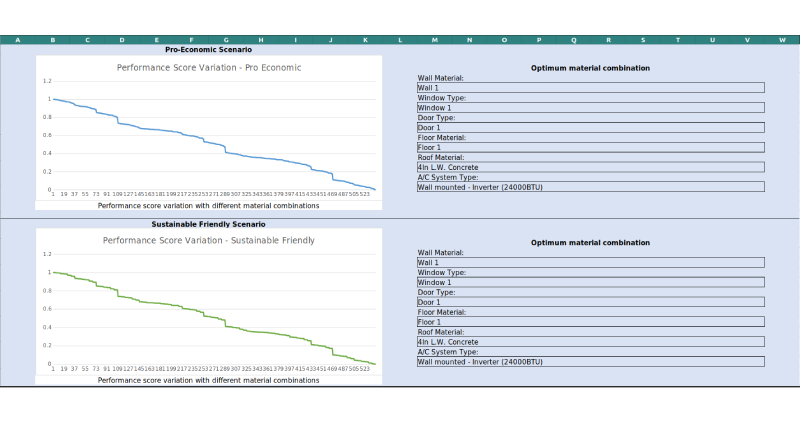 A B C D E F G H I J K L M N O P Q R S T U V W
Pro-Economic Scenario
Performance Score Variation - Pro Economic
1.2
1
0.8
0.6
0.4
0.2
0
1 19 37 55 73 91 109 127 145 163 181 199 217 235 253 271 289 307 325 343 361 379 397 415 433 451 469 487 505 523
Performance score variation with different material combinations
Optimum material combination
Wall Material:
Wall 1
Window Type:
Window 1
Door Type:
Door 1
Floor Material:
Floor 1
Roof Material:
4In L.W. Concrete
A/C System Type:
Wall mounted - Inverter (24000BTU)
Sustainable Friendly Scenario
Performance Score Variation - Sustainable Friendly
1.2
1
0.8
0.6
0.4
0.2
0
1 19 37 55 73 91 109 127 145 163 181 199 217 235 253 271 289 307 325 343 361 379 397 415 433 451 469 487 505 523
Performance score variation with different material combinations
Optimum material combination
Wall Material:
Wall 1
Window Type:
Window 1
Door Type:
Door 1
Floor Material:
Floor 1
Roof Material:
4In L.W. Concrete
A/C System Type:
Wall mounted - Inverter (24000BTU)